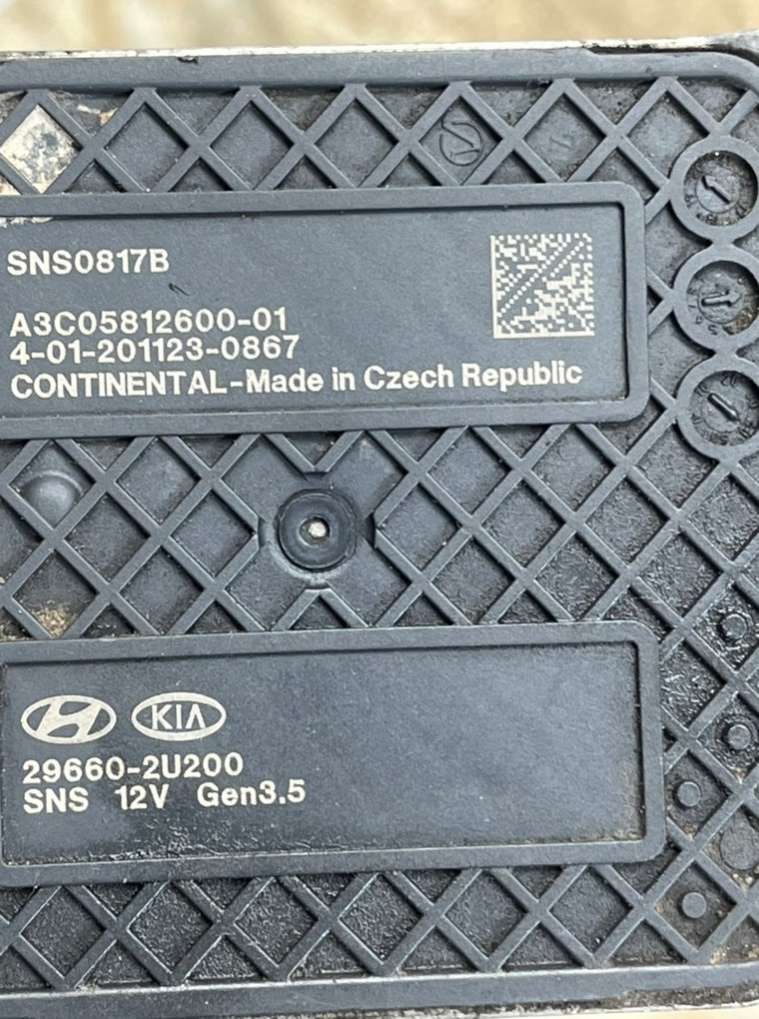 SNS0817B
A3C05812600-01
4-01-201123-0867
CONTINENTAL-Made in Czech Republic
KIA
29660-2U200
SNS 12V Gen3.5